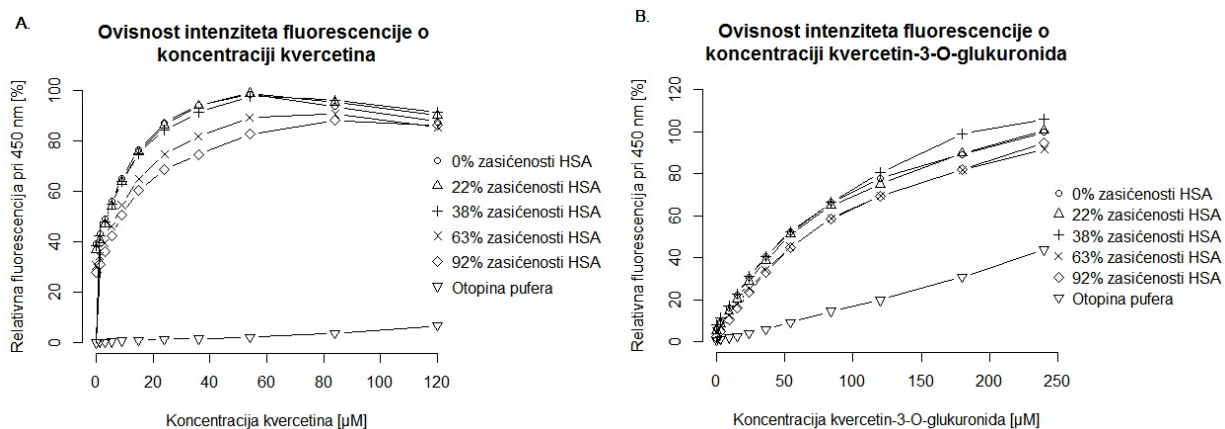 A.
Ovisnost intenziteta fluorescencije o
koncentraciji kvercetina
Relativna fluorescencija pri 450 nm [%]
100
80
60
40
20
0
0% zasićenosti HSA
22% zasićenosti HSA
38% zasićenosti HSA
63% zasićenosti HSA
92% zasićenosti HSA
Otopina pufera
0 20 40 60 80 100 120
Koncentracija kvercetina [µM]
B.
Ovisnost intenziteta fluorescencije o
koncentraciji kvercetin-3-O-glukuronida
Relativna fluorescencija pri 450 nm [%]
120
100
80
60
40
20
0
0% zasićenosti HSA
22% zasićenosti HSA
38% zasićenosti HSA
63% zasićenosti HSA
92% zasićenosti HSA
Otopina pufera
0 50 100 150 200 250
Koncentracija kvercetin-3-O-glukuronida [µM]